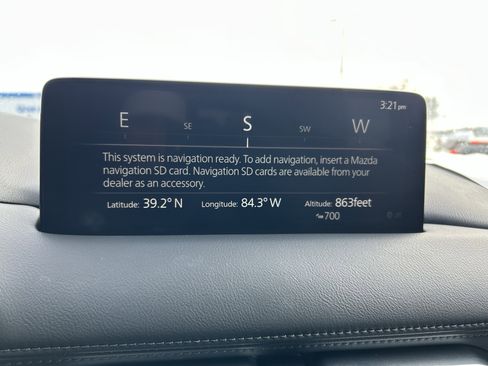 3:21pm
E SE S SW W
This system is navigation ready. To add navigation, insert a Mazda
navigation SD card. Navigation SD cards are available from your
dealer as an accessory.
Latitude: 39.2° N Longitude: 84.3° W Altitude: 863feet
700